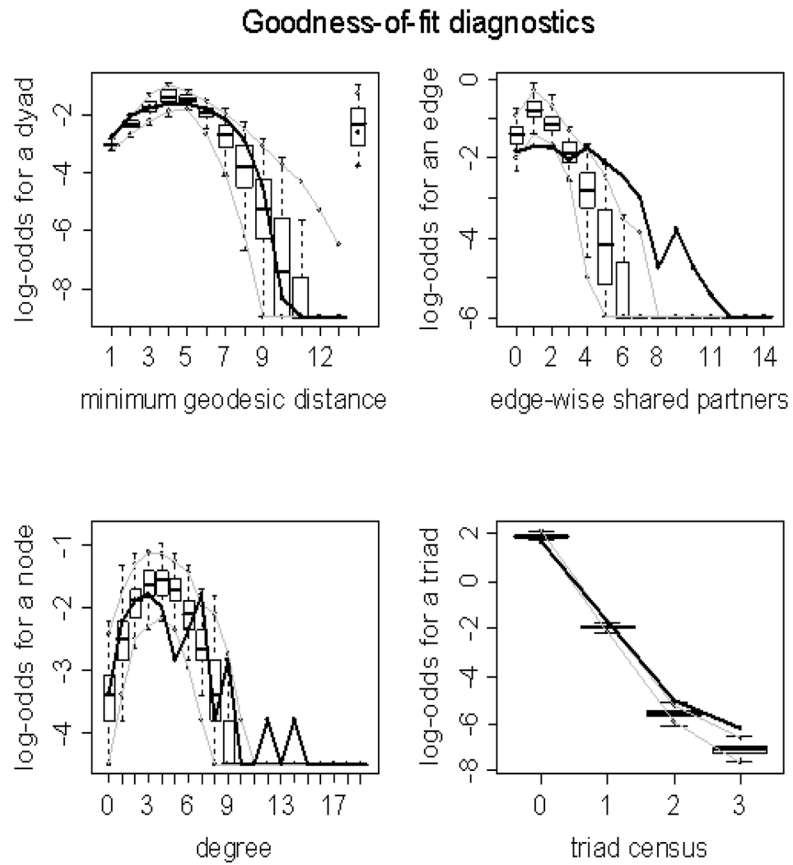 Goodness-of-fit diagnostics
log-odds for a dyad
-2
-4
-6
-8
1 3 5 7 9 12
minimum geodesic distance
log-odds for an edge
0
-2
-4
-6
0 2 4 6 8 11 14
edge-wise shared partners
log-odds for a node
-1
-2
-3
-4
0 3 6 9 13 17
degree
log-odds for a triad
2
0
-2
-4
-6
-8
0 1 2 3
triad census